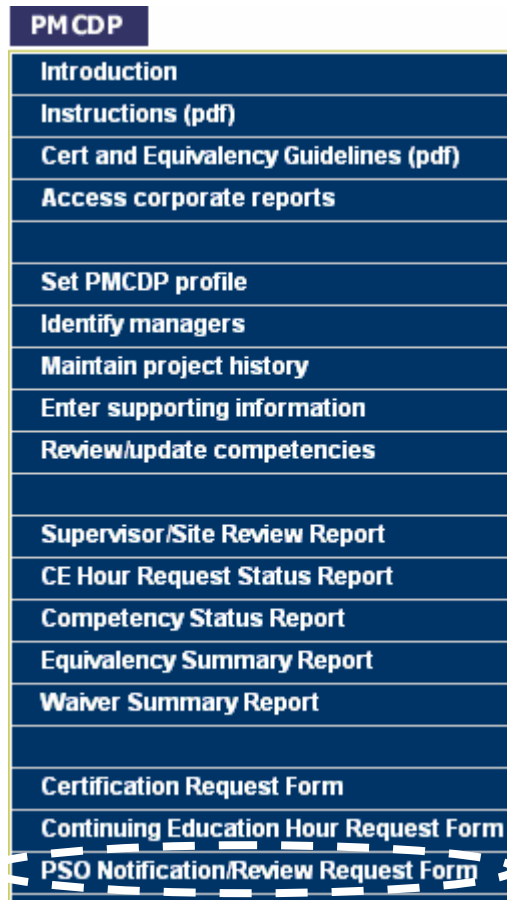 PMCDP
Introduction
Instructions (pdf)
Cert and Equivalency Guidelines (pdf)
Access corporate reports
Set PMCDP profile
Identify managers
Maintain project history
Enter supporting information
Review/update competencies
Supervisor/Site Review Report
CE Hour Request Status Report
Competency Status Report
Equivalency Summary Report
Waiver Summary Report
Certification Request Form
Continuing Education Hour Request Form
PSO Notification/Review Request Form